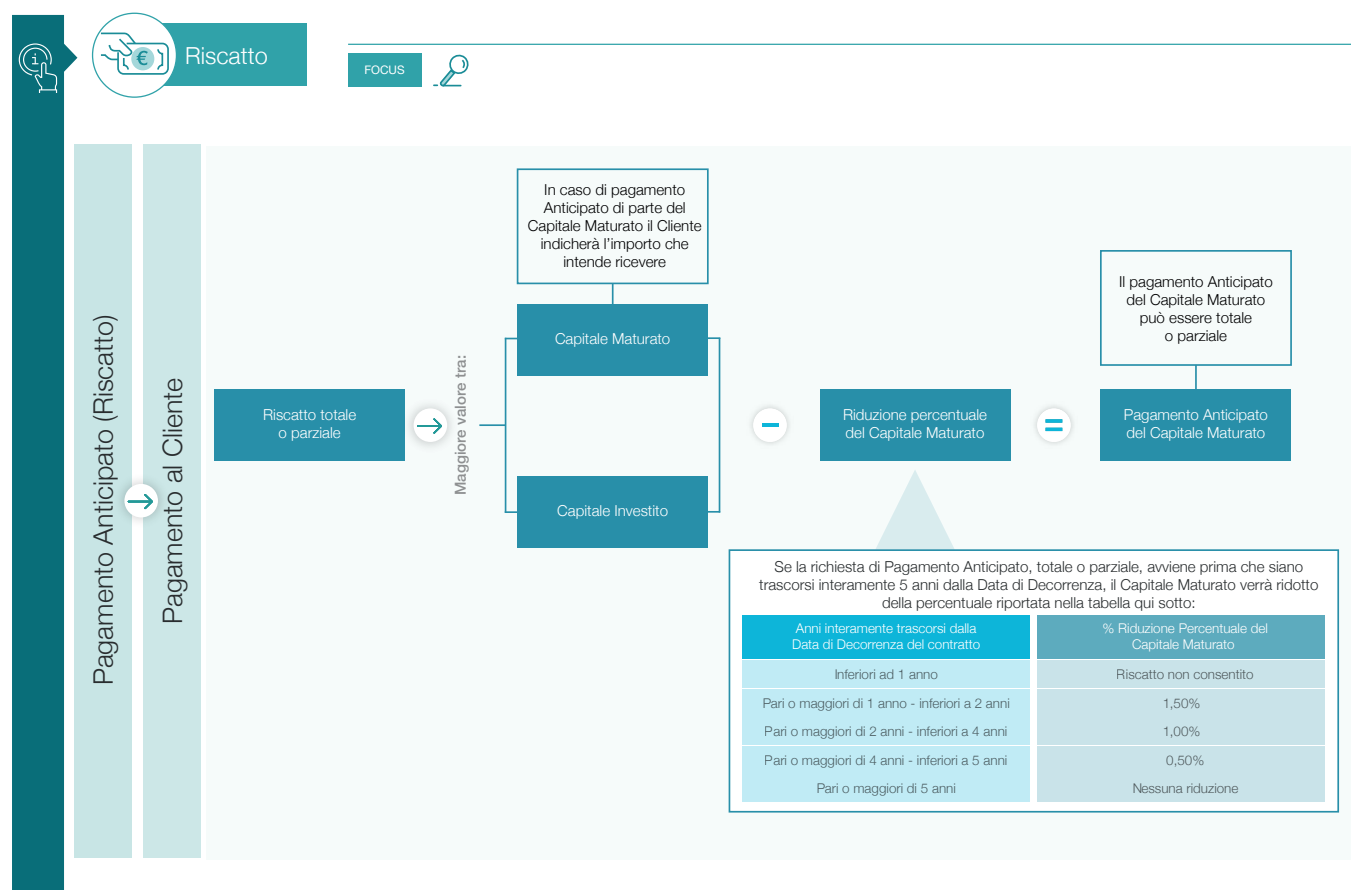 Riscatto
FOCUS
Pagamento Anticipato (Riscatto)
Pagamento al Cliente
In caso di pagamento
Anticipato di parte del
Capitale Maturato il Cliente
indicherà l'importo che
intende ricevere
Il pagamento Anticipato
del Capitale Maturato
può essere totale
o parziale
Riscatto totale
o parziale
Maggiore valore tra:
Capitale Maturato
Capitale Investito
Riduzione percentuale
del Capitale Maturato
Pagamento Anticipato
del Capitale Maturato
Se la richiesta di Pagamento Anticipato, totale o parziale, avviene prima che siano
trascorsi interamente 5 anni dalla Data di Decorrenza, il Capitale Maturato verrà ridotto
della percentuale riportata nella tabella qui sotto:
Anni interamente trascorsi dalla
Data di Decorrenza del contratto
% Riduzione Percentuale del
Capitale Maturato
Inferiori ad 1 anno
Riscatto non consentito
Pari o maggiori di 1 anno - inferiori a 2 anni
1,50%
Pari o maggiori di 2 anni - inferiori a 4 anni
1,00%
Pari o maggiori di 4 anni - inferiori a 5 anni
0,50%
Pari o maggiori di 5 anni
Nessuna riduzione